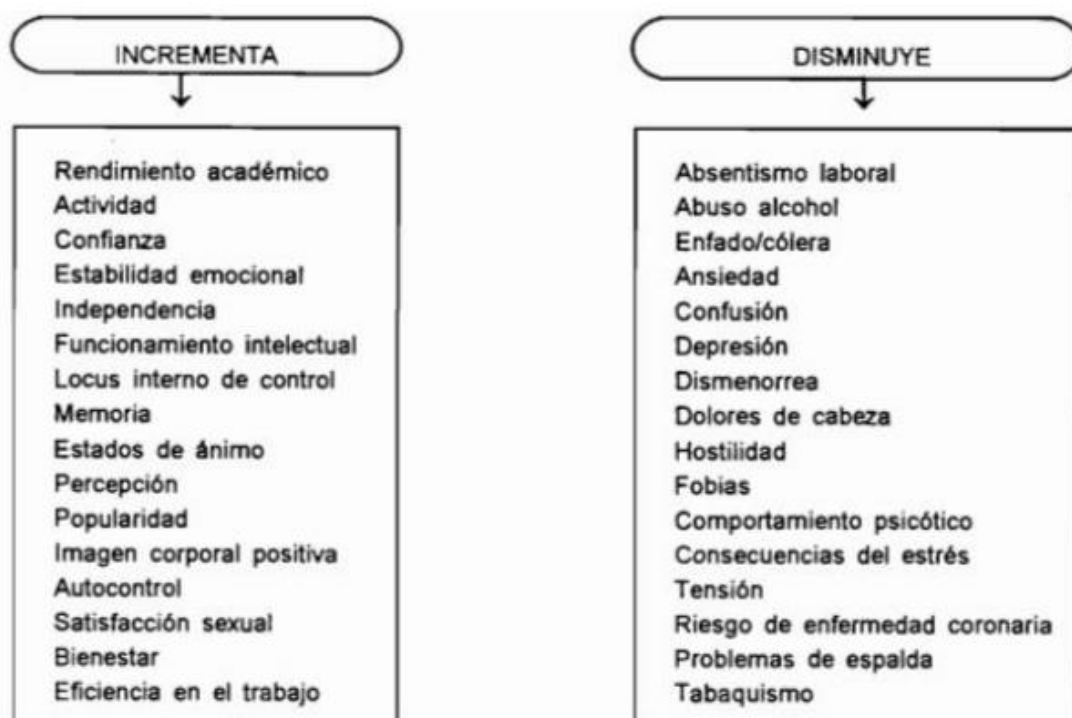 INCREMENTA
Rendimiento académico
Actividad
Confianza
Estabilidad emocional
Independencia
Funcionamiento intelectual
Locus interno de control
Memoria
Estados de ánimo
Percepción
Popularidad
Imagen corporal positiva
Autocontrol
Satisfacción sexual
Bienestar
Eficiencia en el trabajo
DISMINUYE
Absentismo laboral
Abuso alcohol
Enfado/cólera
Ansiedad
Confusión
Depresión
Dismenorrea
Dolores de cabeza
Hostilidad
Fobias
Comportamiento psicótico
Consecuencias del estrés
Tensión
Riesgo de enfermedad coronaria
Problemas de espalda
Tabaquismo